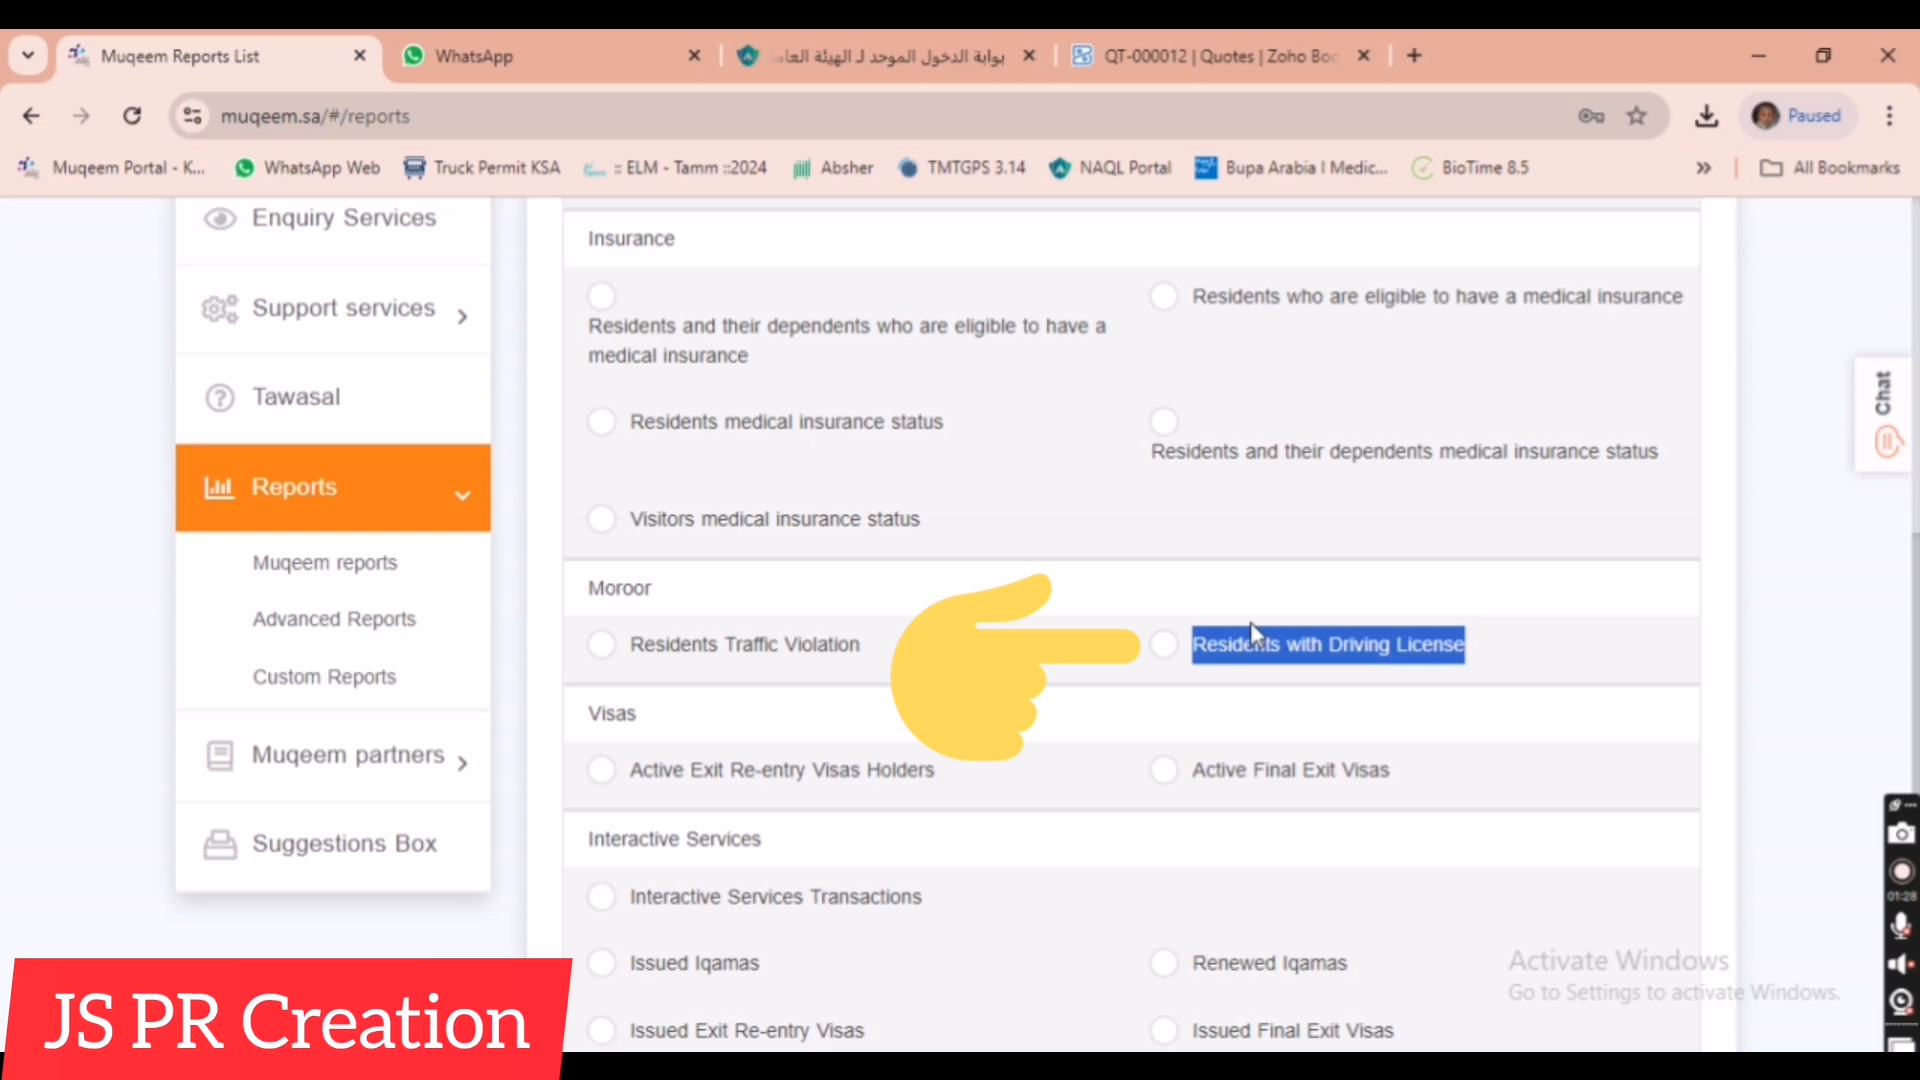 Muqeem Reports List
WhatsApp
بوابة الدخول الموحد لـ الهيئة العام
QT-000012 | Quotes | Zoho Boo
muqeem.sa/#/reports
Paused
Muqeem Portal - K...
WhatsApp Web
Truck Permit KSA
:: ELM - Tamm ::2024
Absher
TMTGPS 3.14
NAQL Portal
Bupa Arabia I Medic...
BioTime 8.5
All Bookmarks
Enquiry Services
Support services
Tawasal
Reports
Muqeem reports
Advanced Reports
Custom Reports
Muqeem partners
Suggestions Box
Insurance
Residents and their dependents who are eligible to have a
medical insurance
Residents who are eligible to have a medical insurance
Residents medical insurance status
Residents and their dependents medical insurance status
Visitors medical insurance status
Moroor
Residents Traffic Violation
Residents with Driving License
Visas
Active Exit Re-entry Visas Holders
Active Final Exit Visas
Interactive Services
Interactive Services Transactions
Issued Iqamas
Renewed Iqamas
Issued Exit Re-entry Visas
Issued Final Exit Visas
Chat
01:28
Activate Windows
Go to Settings to activate Windows.
JS PR Creation